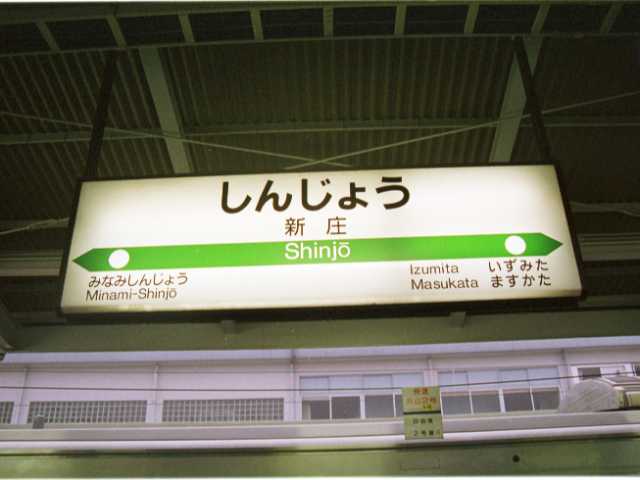 しんじょう
新庄
Shinjō
みなみしんじょう
Minami-Shinjō
Izumita いずみた
Masukata ますかた